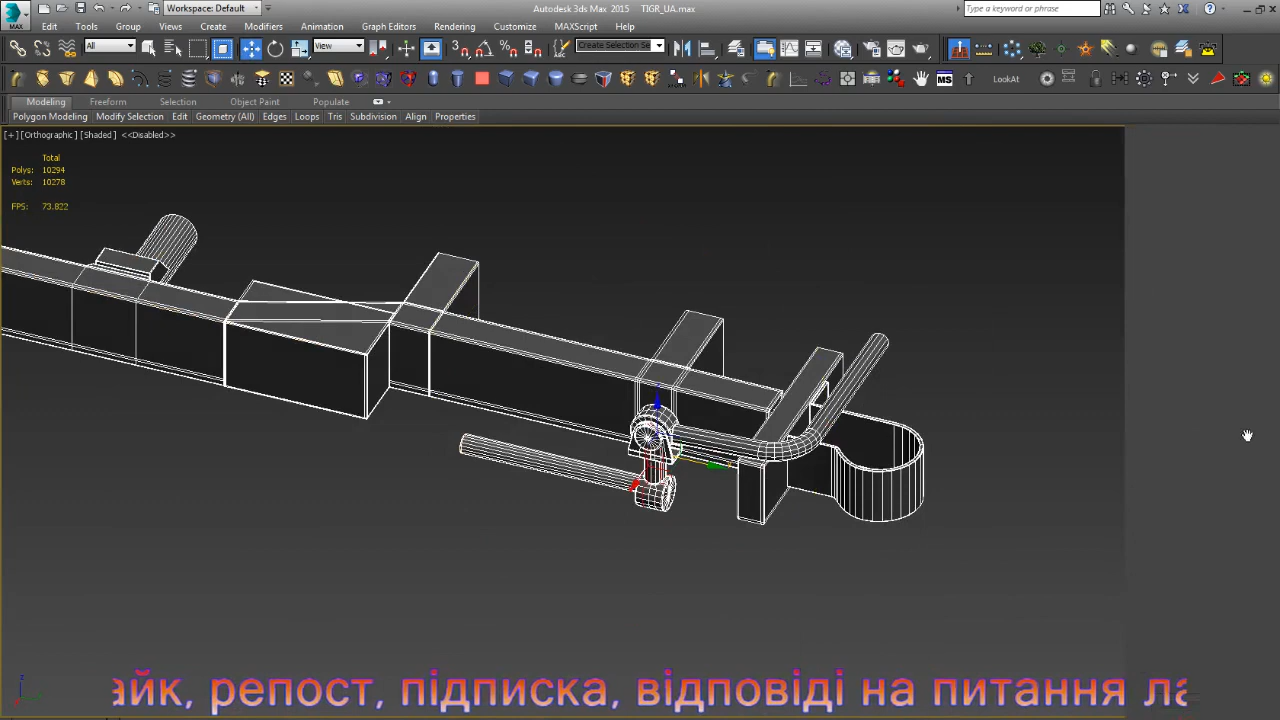 Workspace: Default
Autodesk 3ds Max 2015 TIGR_UA.max
Type a keyword or phrase
MAX
Edit Tools Group Views Create Modifiers Animation Graph Editors Rendering Customize MAXScript Help
All
View
Create Selection Se
MS
LookAt
Modeling Freeform Selection Object Paint Populate
Polygon Modeling Modify Selection Edit Geometry (All) Edges Loops Tris Subdivision Align Properties
[+] [Orthographic] [Shaded] <<Disabled>>
Total
Polys: 10294
Verts: 10278
FPS: 73.822
айк, репост, підписка, відповіді на питання ла